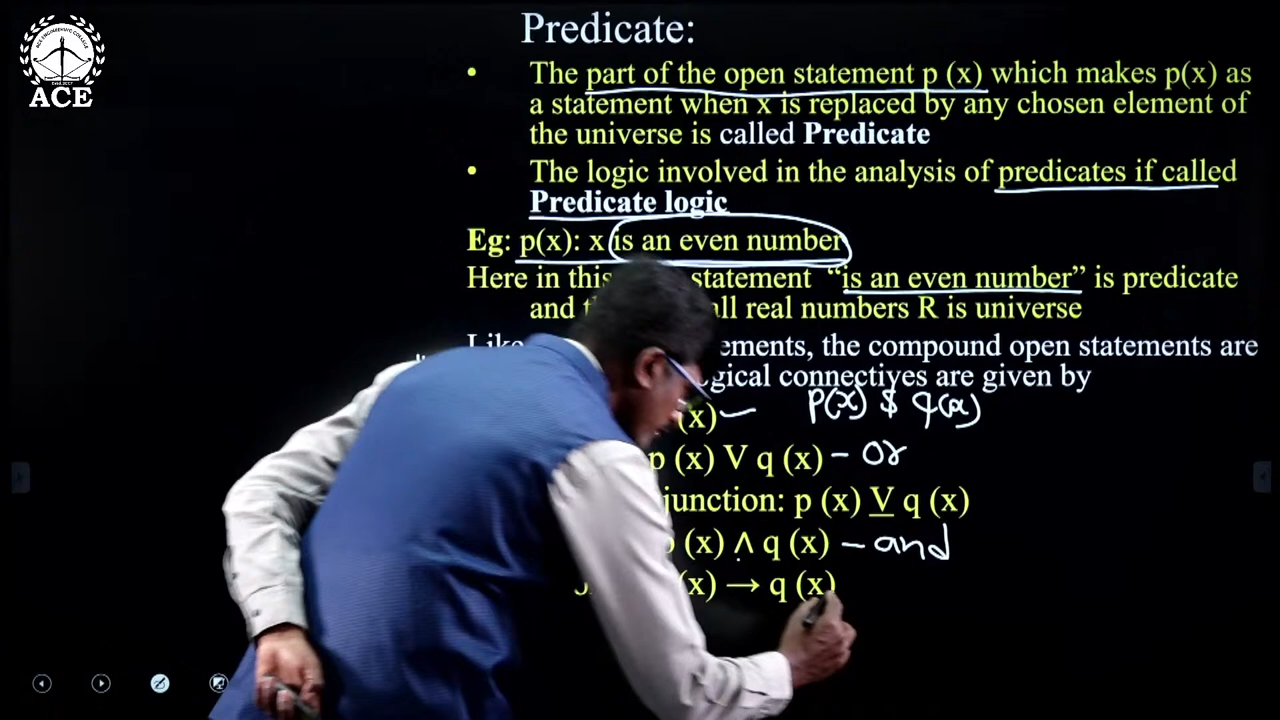 ACE ENGINEERING COLLEGE
ACE
Predicate:
• The part of the open statement p (x) which makes p(x) as
a statement when x is replaced by any chosen element of
the universe is called Predicate
• The logic involved in the analysis of predicates if called
Predicate logic
Eg: p(x): x is an even number
Here in this statement “is an even number” is predicate
and all real numbers R is universe
ements, the compound open statements are
gical connectives are given by
(x) – p(x) $ q(x)
p (x) V q (x) – or
junction: p (x) V q (x)
(x) ∧ q (x) – and
(x) → q (x)